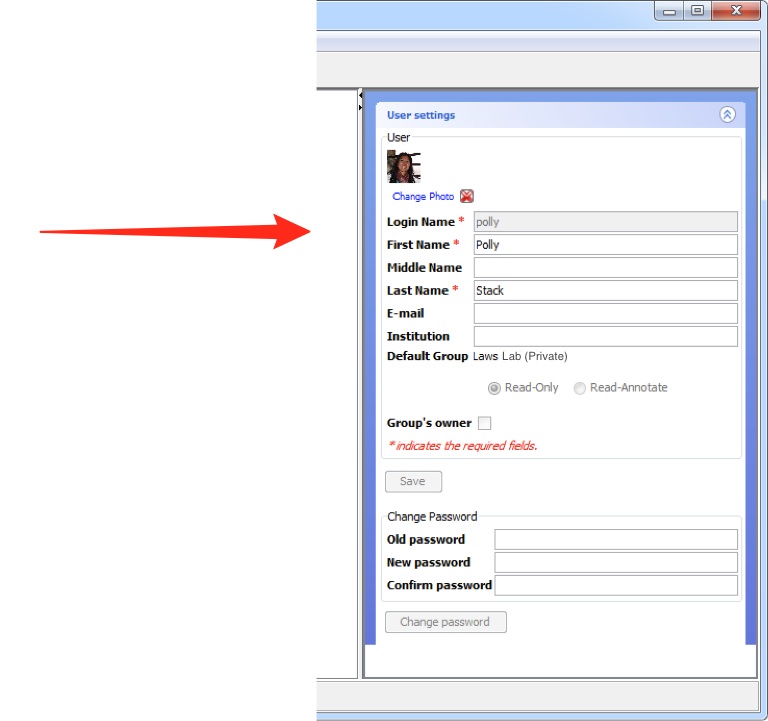 User settings
User
Change Photo
Login Name * polly
First Name * Polly
Middle Name
Last Name * Stack
E-mail
Institution
Default Group Laws Lab (Private)
Read-Only Read-Annotate
Group's owner
* indicates the required fields.
Save
Change Password
Old password
New password
Confirm password
Change password